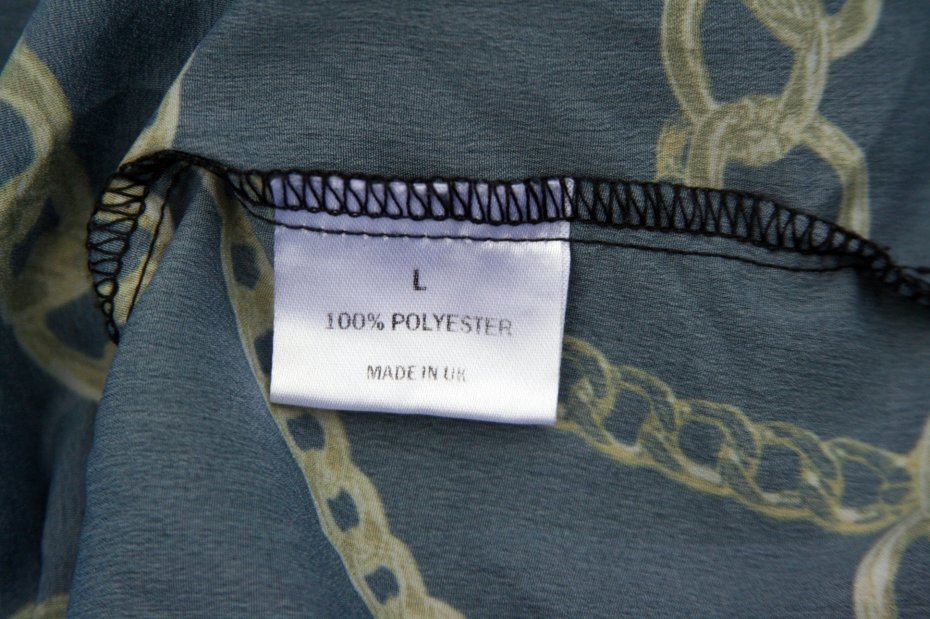 L
100% POLYESTER
MADE IN UK